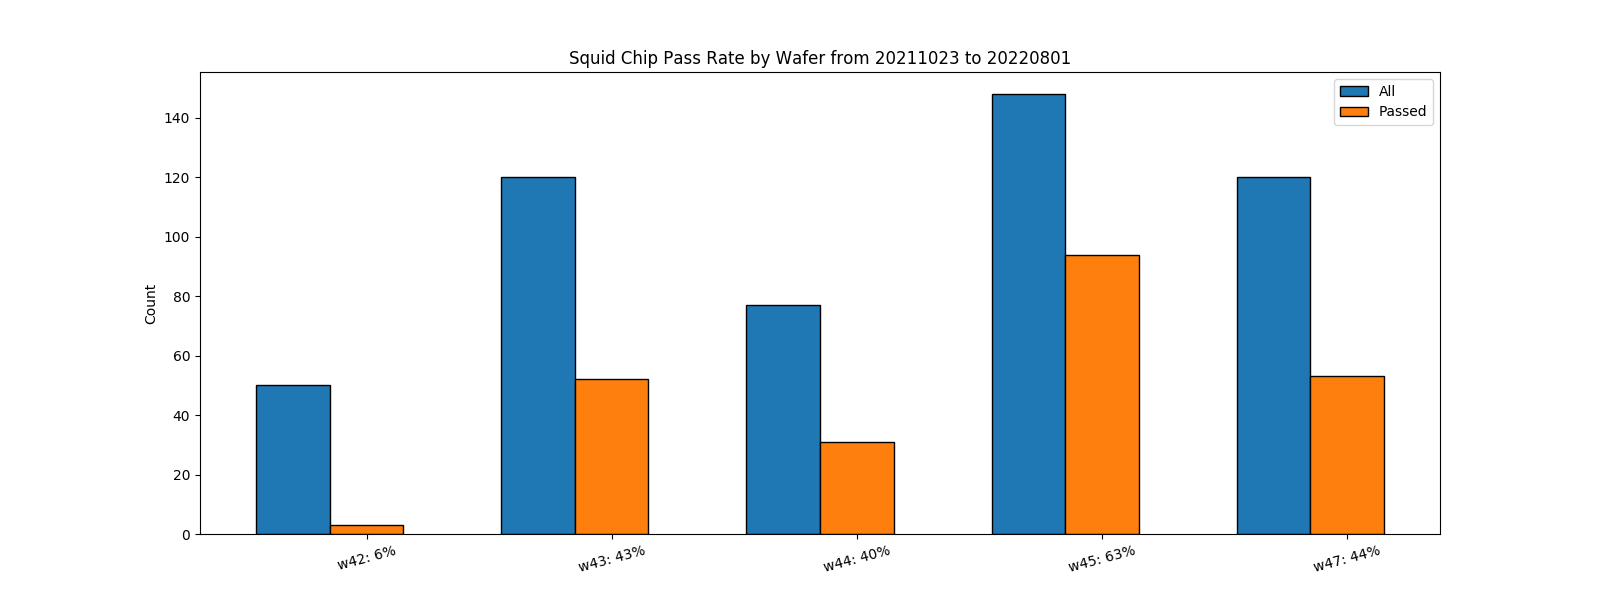 Squid Chip Pass Rate by Wafer from 20211023 to 20220801
All
Passed
Count
140
120
100
80
60
40
20
0
w42: 6%
w43: 43%
w44: 40%
w45: 63%
w47: 44%